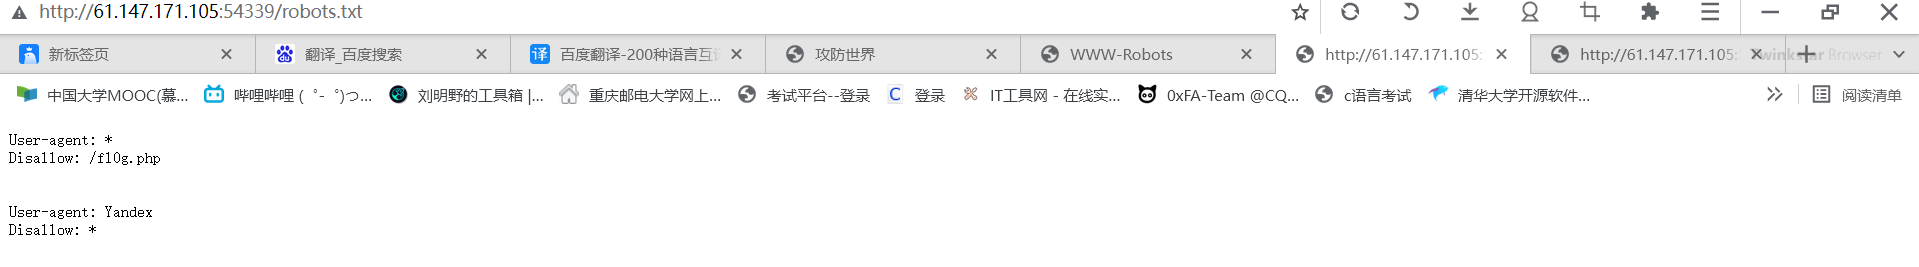 http://61.147.171.105:54339/robots.txt
新标签页
翻译_百度搜索
译 百度翻译-200种语言互译
攻防世界
WWW-Robots
http://61.147.171.105:
http://61.147.171.105:
Browser
中国大学MOOC(慕...
哔哩哔哩 ( ゜- ゜)つ...
刘明野的工具箱 |...
重庆邮电大学网上...
考试平台--登录
C 登录
IT工具网 - 在线实...
0xFA-Team @CQ...
c语言考试
清华大学开源软件...
阅读清单
User-agent: *
Disallow: /fl0g.php
User-agent: Yandex
Disallow: *